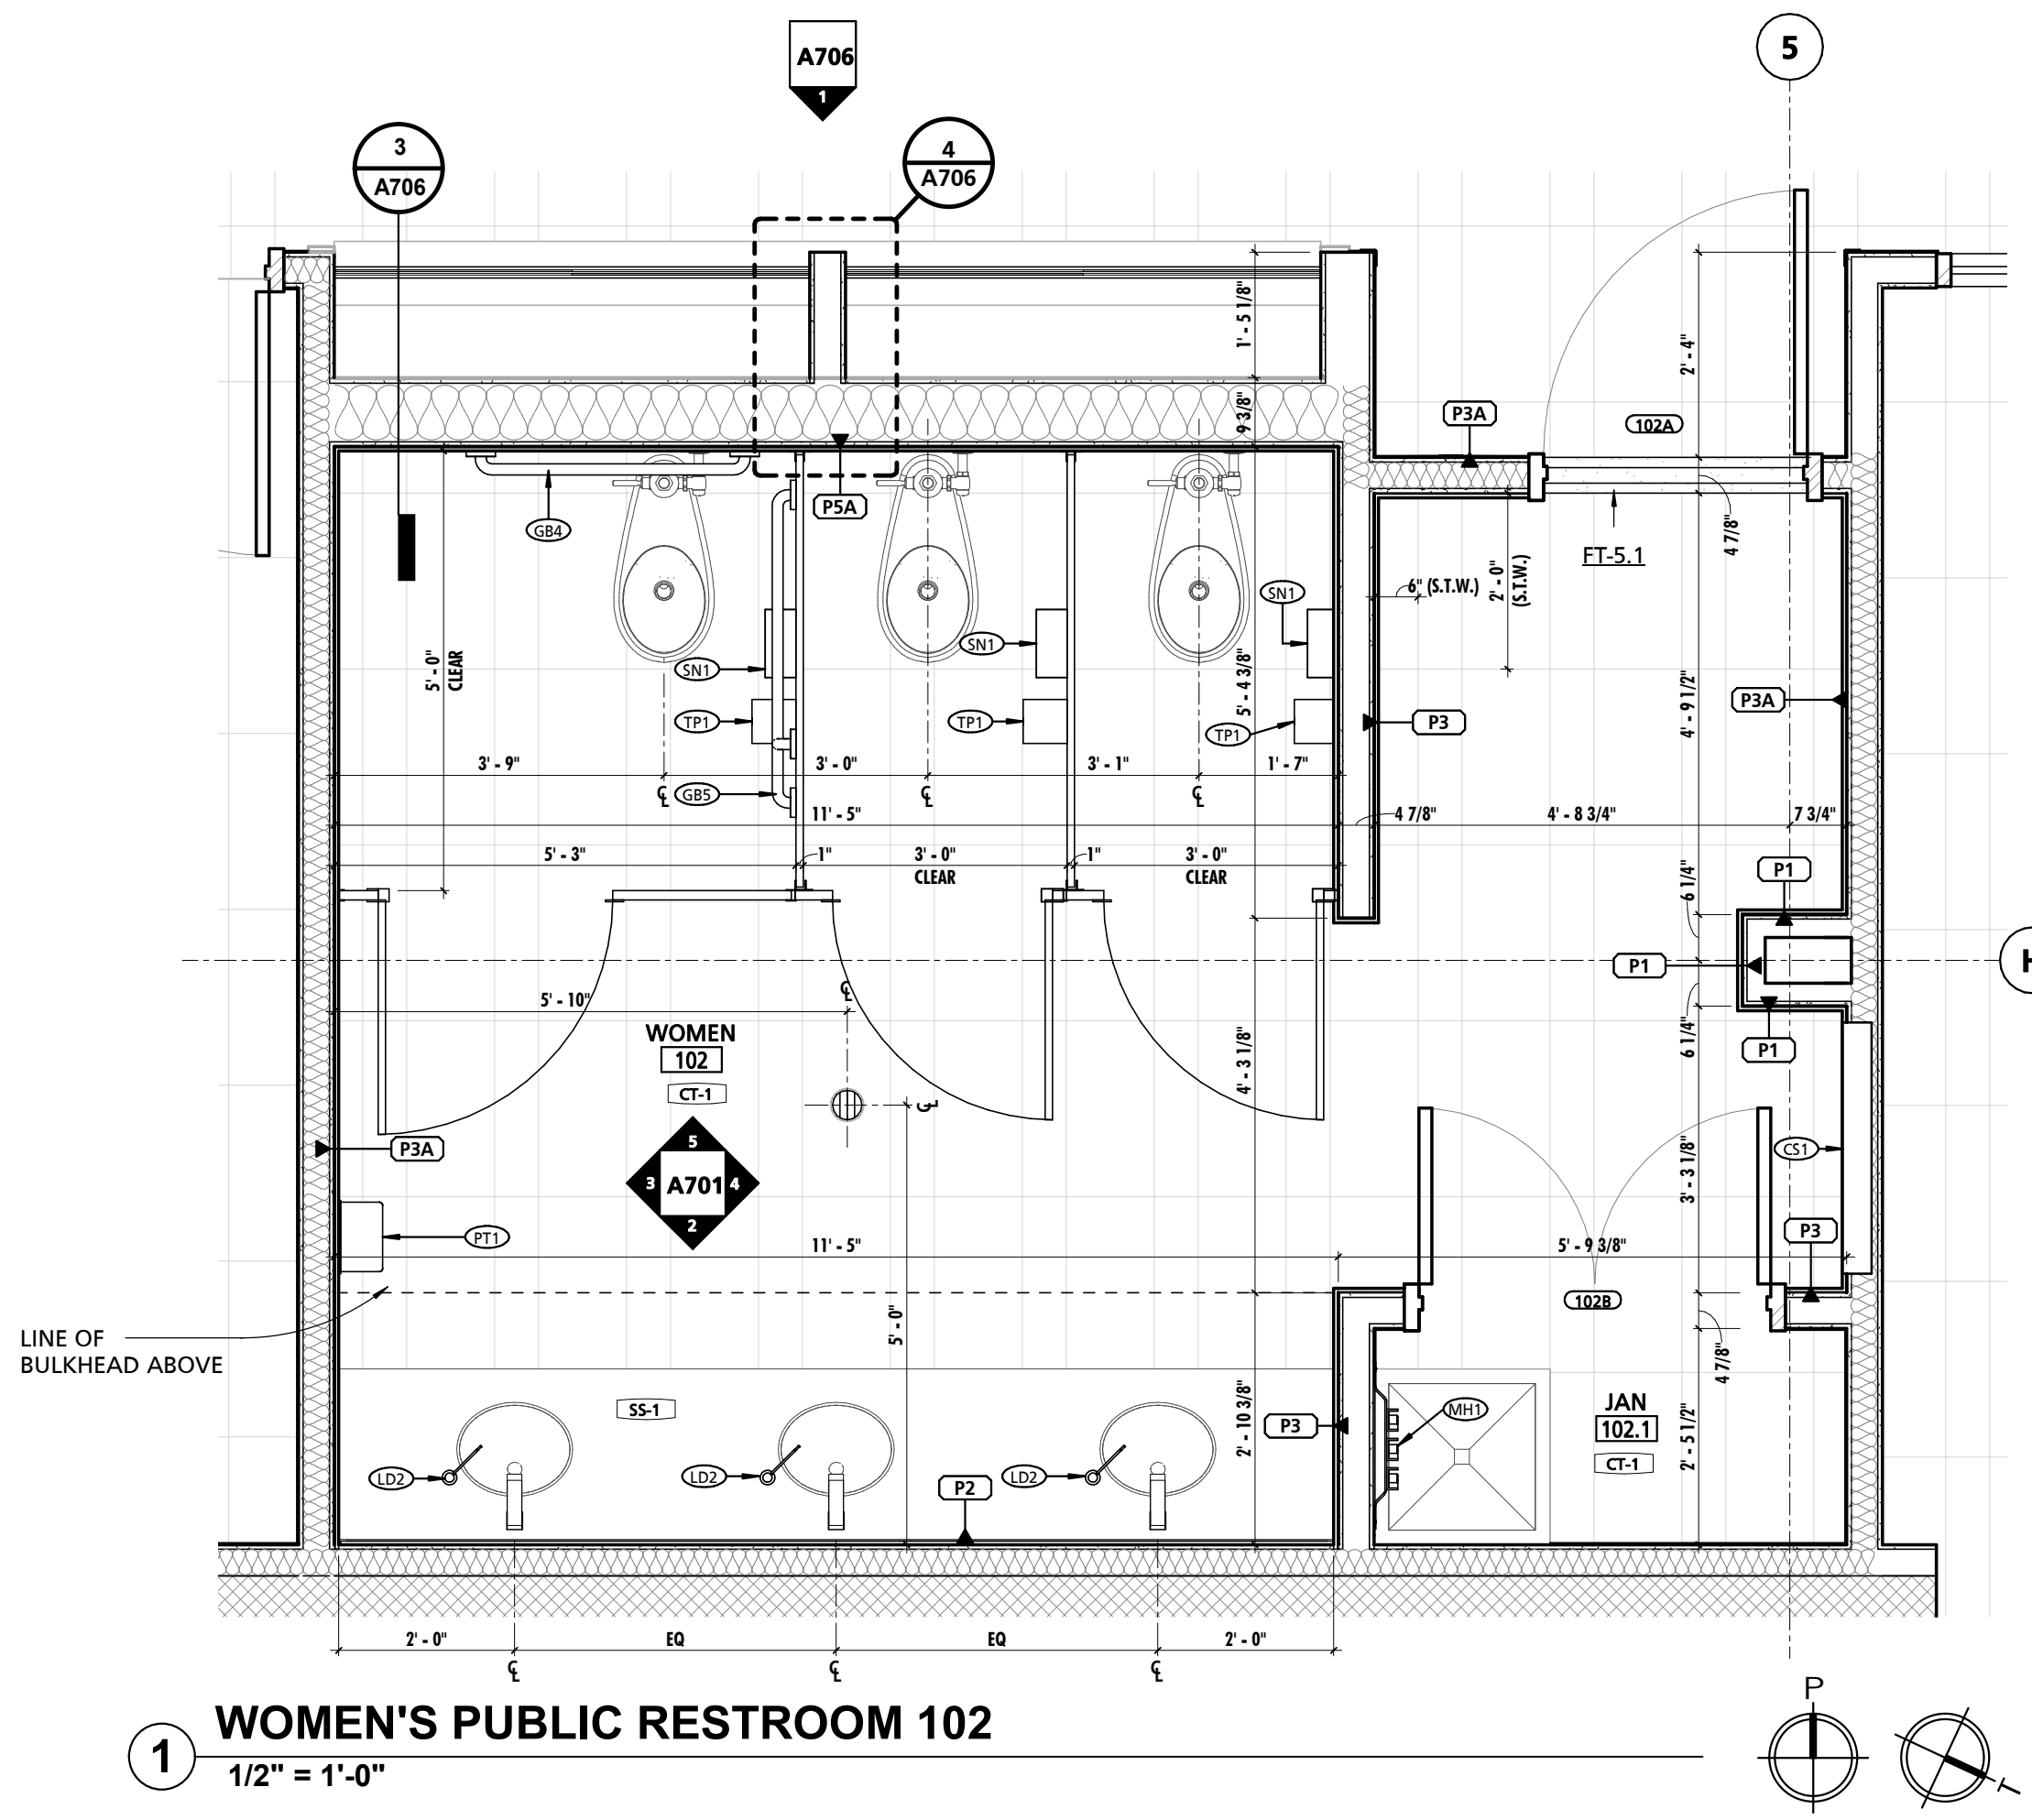 A706
1
5
3
A706
4
A706
1' - 5 1/8"
2' - 4"
9 3/8"
P3A
102A
GB4
P5A
4 7/8"
FT-5.1
6" (S.T.W.)
2' - 0"
(S.T.W.)
SN1
SN1
SN1
5' - 0"
CLEAR
5' - 4 3/8"
4' - 9 1/2"
P3A
TP1
TP1
TP1
P3
3' - 9"
3' - 0"
3' - 1"
1' - 7"
℄
GB5
℄
℄
11' - 5"
4 7/8"
4' - 8 3/4"
7 3/4"
5' - 3"
1"
3' - 0"
CLEAR
1"
3' - 0"
CLEAR
P1
6 1/4"
P1
H
℄
5' - 10"
WOMEN
102
CT-1
4' - 3 1/8"
6 1/4"
P1
℄
P3A
5
3
A701
4
2
3' - 3 1/8"
CS1
P3
PT1
11' - 5"
5' - 9 3/8"
102B
LINE OF
BULKHEAD ABOVE
5' - 0"
4 7/8"
SS-1
2' - 10 3/8"
P3
MH1
JAN
102.1
CT-1
2' - 5 1/2"
LD2
LD2
LD2
P2
2' - 0"
EQ
EQ
2' - 0"
℄
℄
℄
1
WOMEN'S PUBLIC RESTROOM 102
1/2" = 1'-0"
P
T